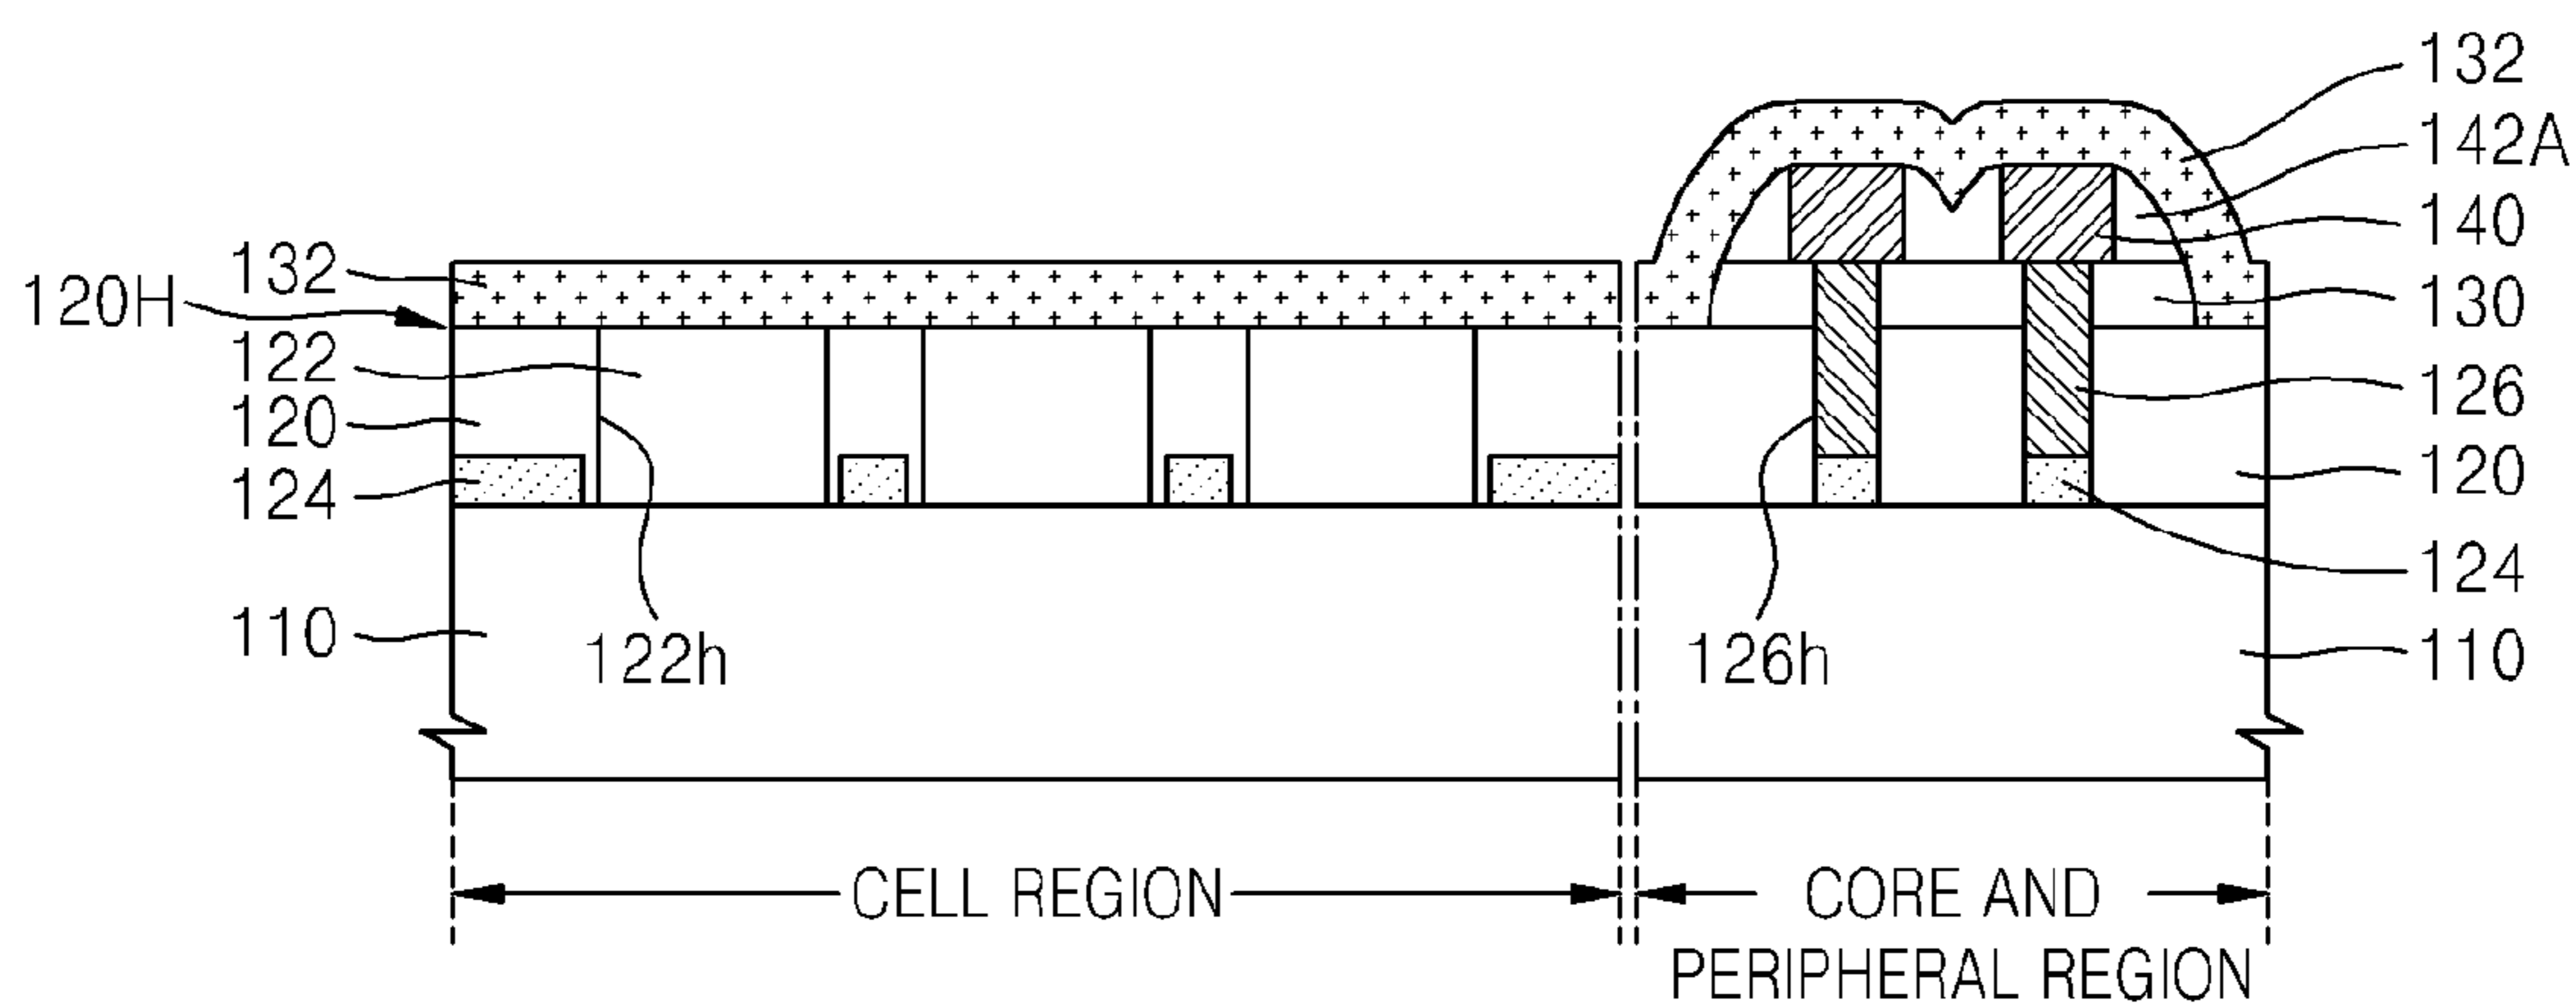 132
142A
140
130
126
120
124
110
132
120H
122
120
124
110
122h
126h
CELL REGION
CORE AND
PERIPHERAL REGION